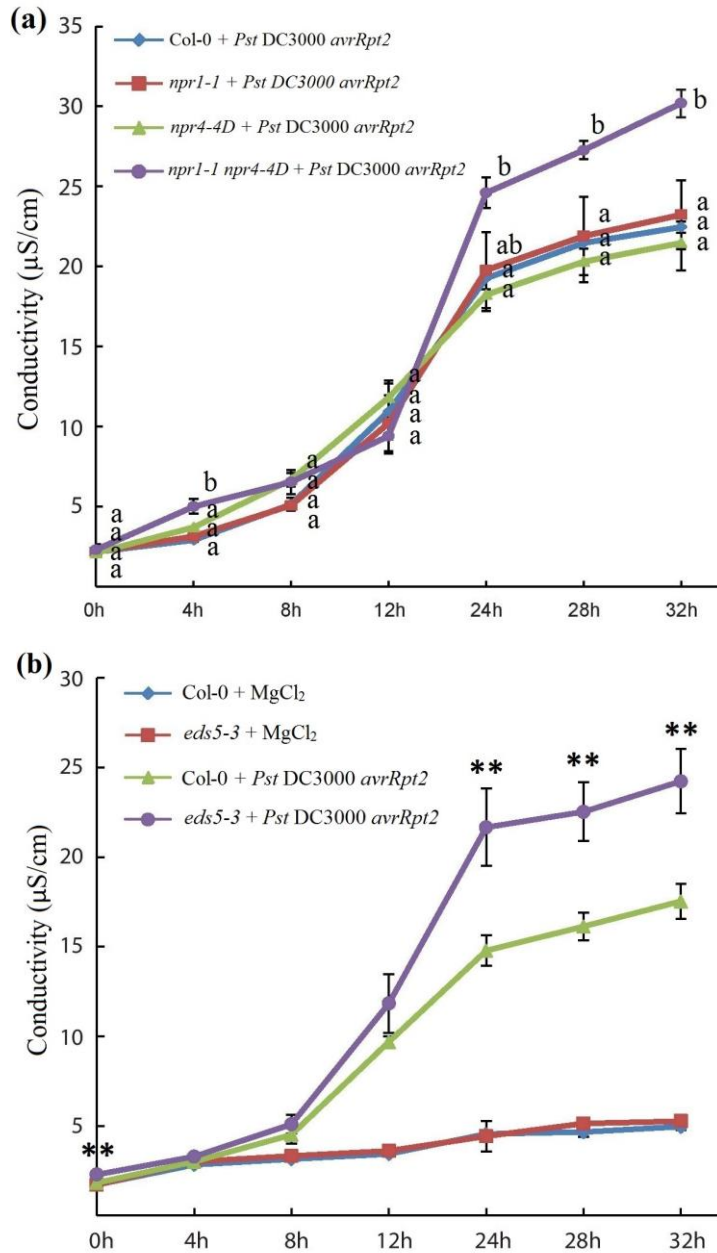 (a)
35
30
25
20
15
10
5
Conductivity (µS/cm)
Col-0 + Pst DC3000 avrRpt2
npr1-1 + Pst DC3000 avrRpt2
npr4-4D + Pst DC3000 avrRpt2
npr1-1 npr4-4D + Pst DC3000 avrRpt2
a
a
a
a
b
a
a
a
a
a
a
a
a
a
a
a
b
ab
a
a
b
a
a
a
b
a
a
a
0h 4h 8h 12h 24h 28h 32h
(b)
30
25
20
15
10
5
Conductivity (µS/cm)
Col-0 + MgCl₂
eds5-3 + MgCl₂
Col-0 + Pst DC3000 avrRpt2
eds5-3 + Pst DC3000 avrRpt2
**
**
**
**
0h 4h 8h 12h 24h 28h 32h